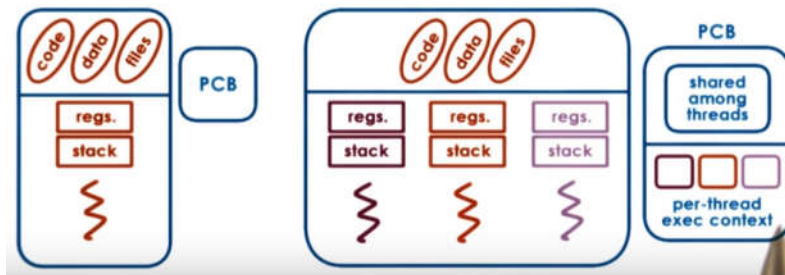 code data files
PCB
regs.
stack
code data files
regs. regs. regs.
stack stack stack
PCB
shared
among
threads
per-thread
exec context